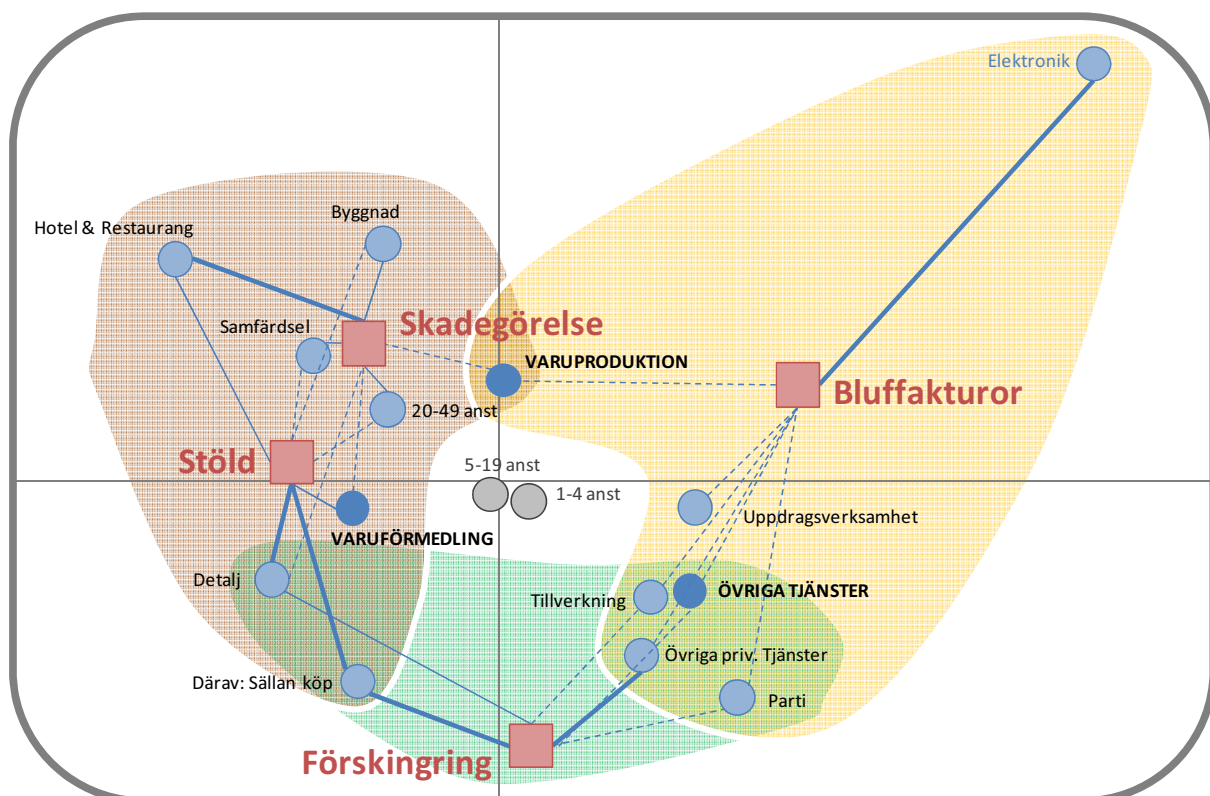 Elektronik
Byggnad
Hotel & Restaurang
Skadegörelse
Samfärdsel
VARUPRODUKTION
Bluffakturor
20-49 anst
Stöld
5-19 anst
1-4 anst
Uppdragsverksamhet
VARUFÖRMEDLING
Detalj
Tillverkning
ÖVRIGA TJÄNSTER
Övriga priv. Tjänster
Därav: Sällan köp
Parti
Förskingring